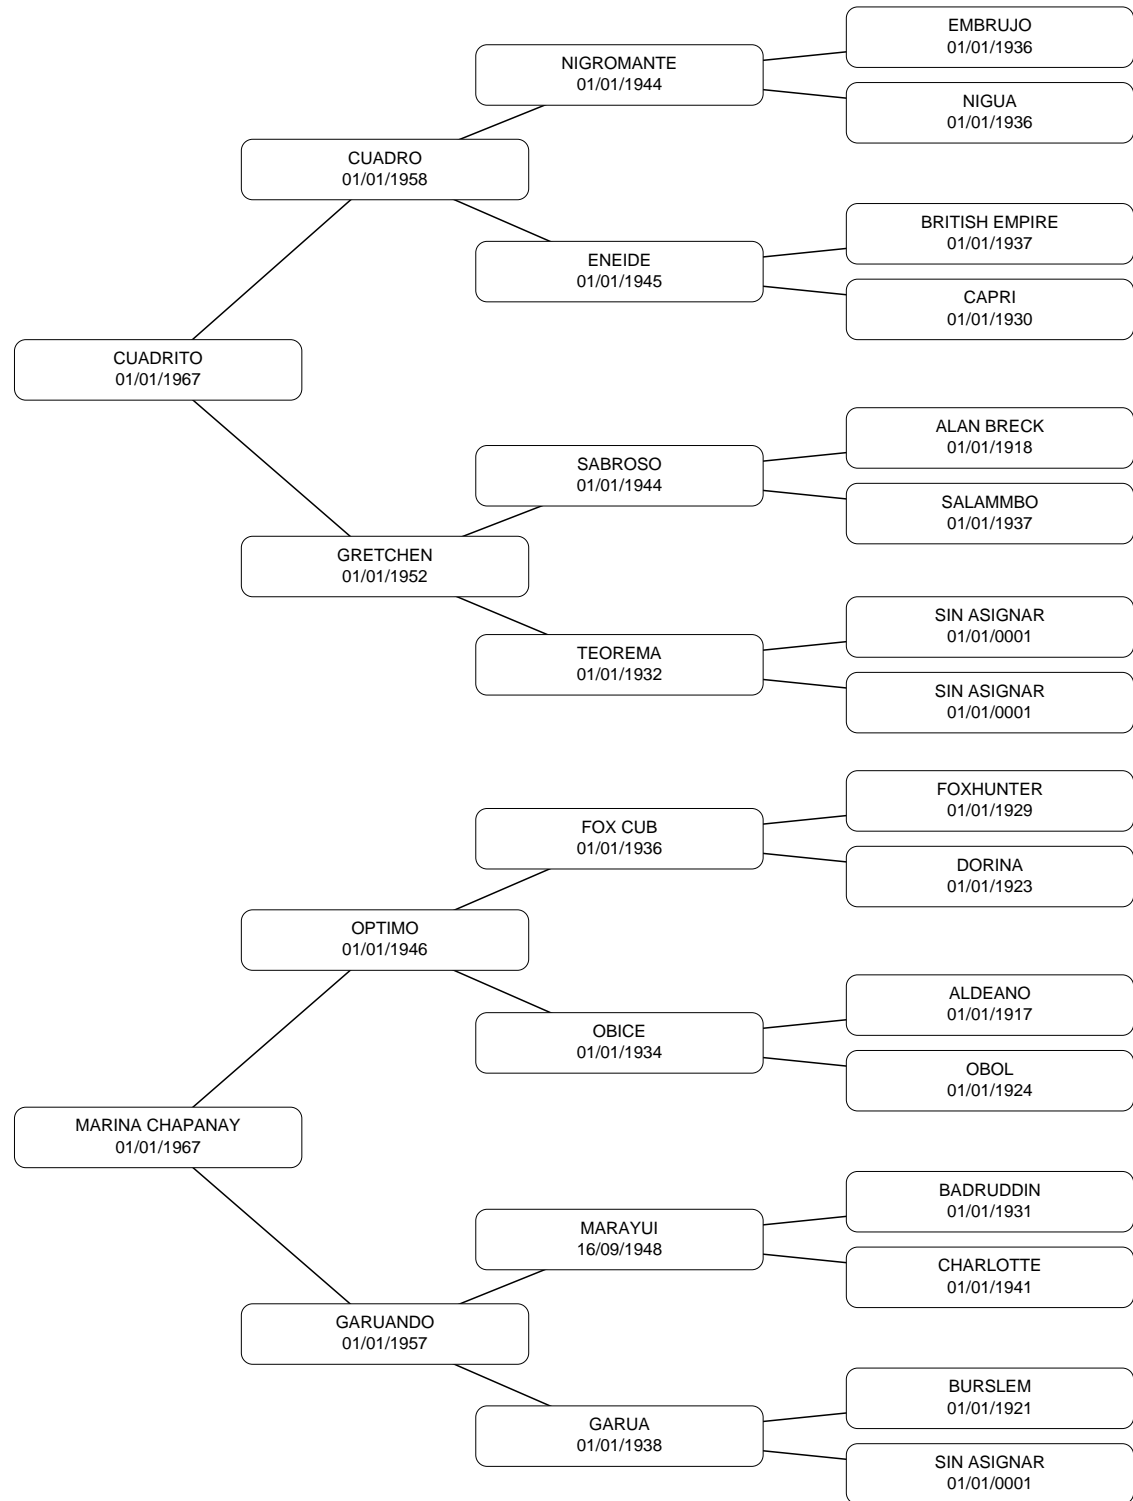 EMBRUJO
01/01/1936
NIGROMANTE
01/01/1944
NIGUA
01/01/1936
CUADRO
01/01/1958
BRITISH EMPIRE
01/01/1937
ENEIDE
01/01/1945
CAPRI
01/01/1930
CUADRITO
01/01/1967
ALAN BRECK
01/01/1918
SABROSO
01/01/1944
SALAMMBO
01/01/1937
GRETCHEN
01/01/1952
SIN ASIGNAR
01/01/0001
TEOREMA
01/01/1932
SIN ASIGNAR
01/01/0001
FOXHUNTER
01/01/1929
FOX CUB
01/01/1936
DORINA
01/01/1923
OPTIMO
01/01/1946
ALDEANO
01/01/1917
OBICE
01/01/1934
OBOL
01/01/1924
MARINA CHAPANAY
01/01/1967
BADRUDDIN
01/01/1931
MARAYUI
16/09/1948
CHARLOTTE
01/01/1941
GARUANDO
01/01/1957
BURSLEM
01/01/1921
GARUA
01/01/1938
SIN ASIGNAR
01/01/0001